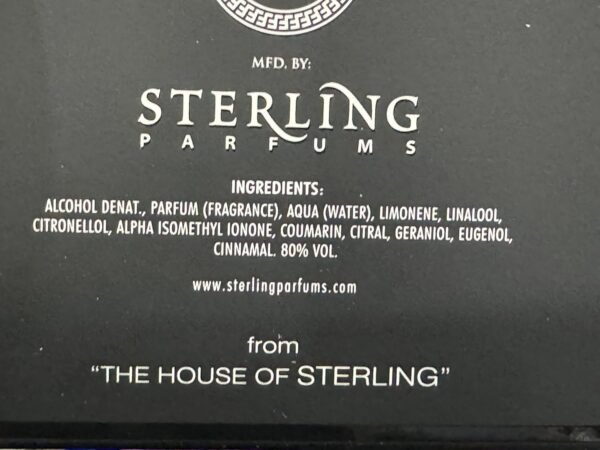 MFD. BY:
STERLING
PARFUMS
INGREDIENTS:
ALCOHOL DENAT., PARFUM (FRAGRANCE), AQUA (WATER), LIMONENE, LINALOOL,
CITRONELLOL, ALPHA ISOMETHYL IONONE, COUMARIN, CITRAL, GERANIOL, EUGENOL,
CINNAMAL. 80% VOL.
www.sterlingparfums.com
from
"THE HOUSE OF STERLING"